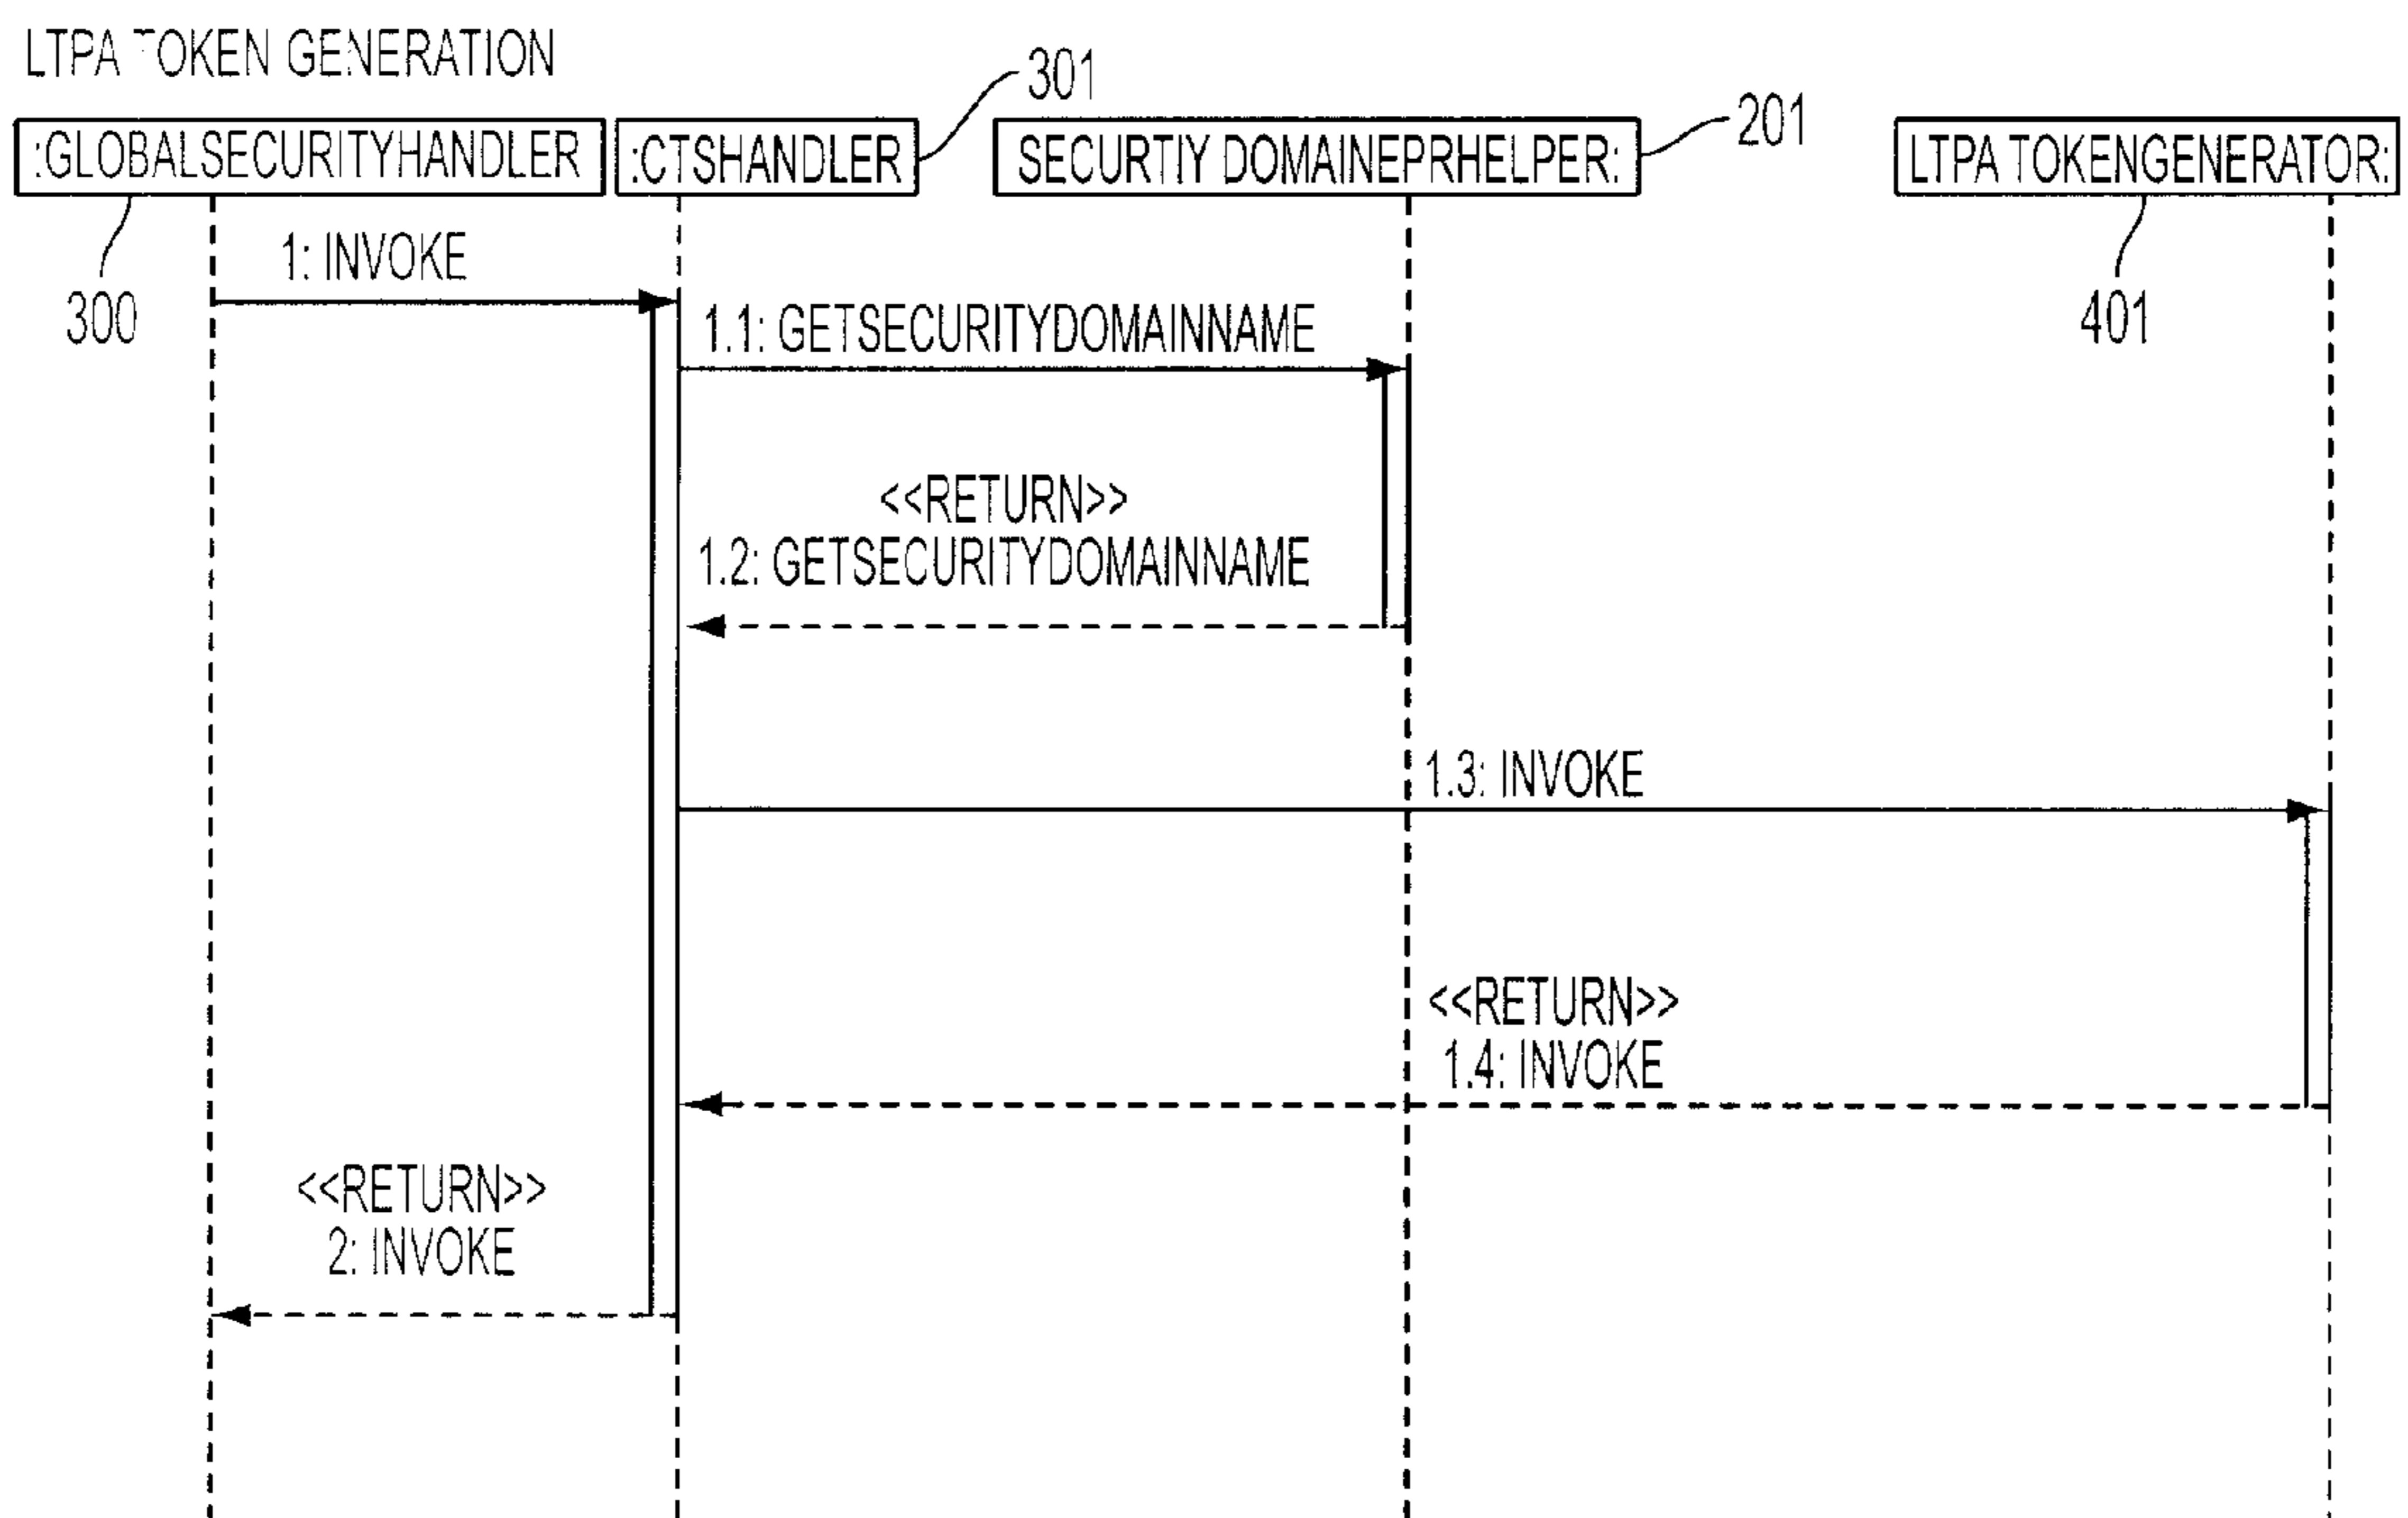 LTPA TOKEN GENERATION
301
201
:GLOBALSECURITYHANDLER
:CTSHANDLER
SECURTIY DOMAINEPRHELPER:
LTPA TOKENGENERATOR:
1: INVOKE
300
401
1.1: GETSECURITYDOMAINNAME
<<RETURN>>
1.2: GETSECURITYDOMAINNAME
1.3: INVOKE
<<RETURN>>
1.4: INVOKE
<<RETURN>>
2: INVOKE